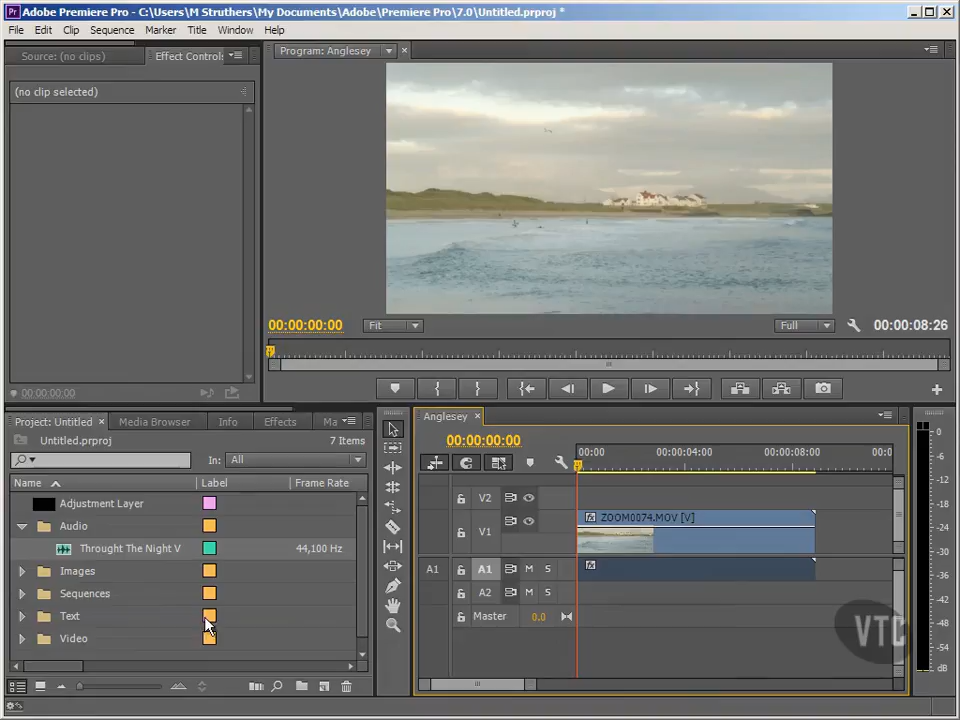 Adobe Premiere Pro - C:\Users\M Struthers\My Documents\Adobe\Premiere Pro\7.0\Untitled.prproj *
File Edit Clip Sequence Marker Title Window Help
Source: (no clips) Effect Controls Program: Anglesey
(no clip selected)
00:00:00:00 Fit Full 00:00:08:26
00:00:00:00
Project: Untitled Media Browser Info Effects Ma Anglesey
Untitled.prproj 7 Items 00:00:00:00
In: All
00:00 00:00:04:00 00:00:08:00 00:0
Name Label Frame Rate
Adjustment Layer
Audio
Throught The Night V 44,100 Hz
Images
Sequences
Text
Video
V2
V1 ZOOM0074.MOV [V]
A1 A1 M S
A2 M S
Master 0.0
0
-6
-12
-18
-24
-30
-36
-42
-48
-54
dB
VTC